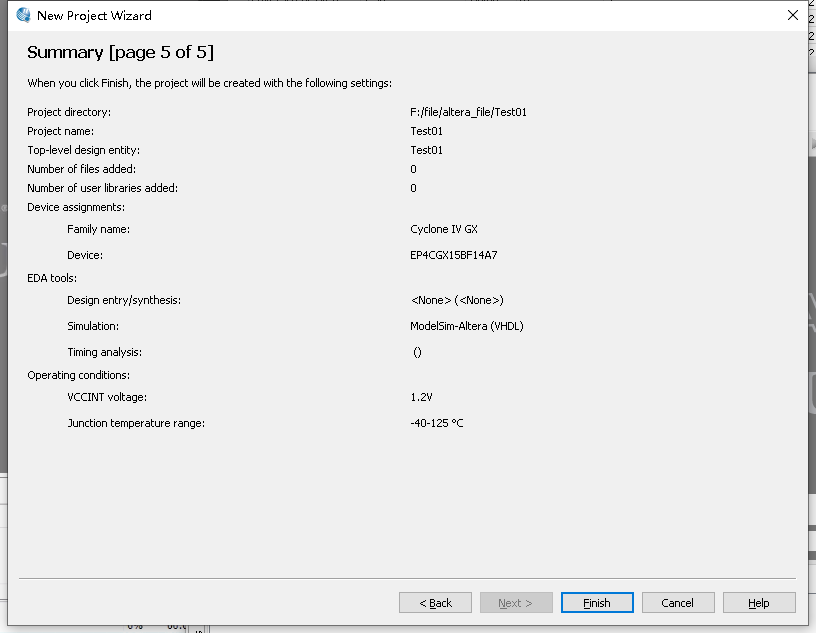 New Project Wizard
Summary [page 5 of 5]
When you click Finish, the project will be created with the following settings:
Project directory: F:/file/altera_file/Test01
Project name: Test01
Top-level design entity: Test01
Number of files added: 0
Number of user libraries added: 0
Device assignments:
Family name: Cyclone IV GX
Device: EP4CGX15BF14A7
EDA tools:
Design entry/synthesis: <None> (<None>)
Simulation: ModelSim-Altera (VHDL)
Timing analysis: ()
Operating conditions:
VCCINT voltage: 1.2V
Junction temperature range: -40-125 °C
< Back Next > Finish Cancel Help